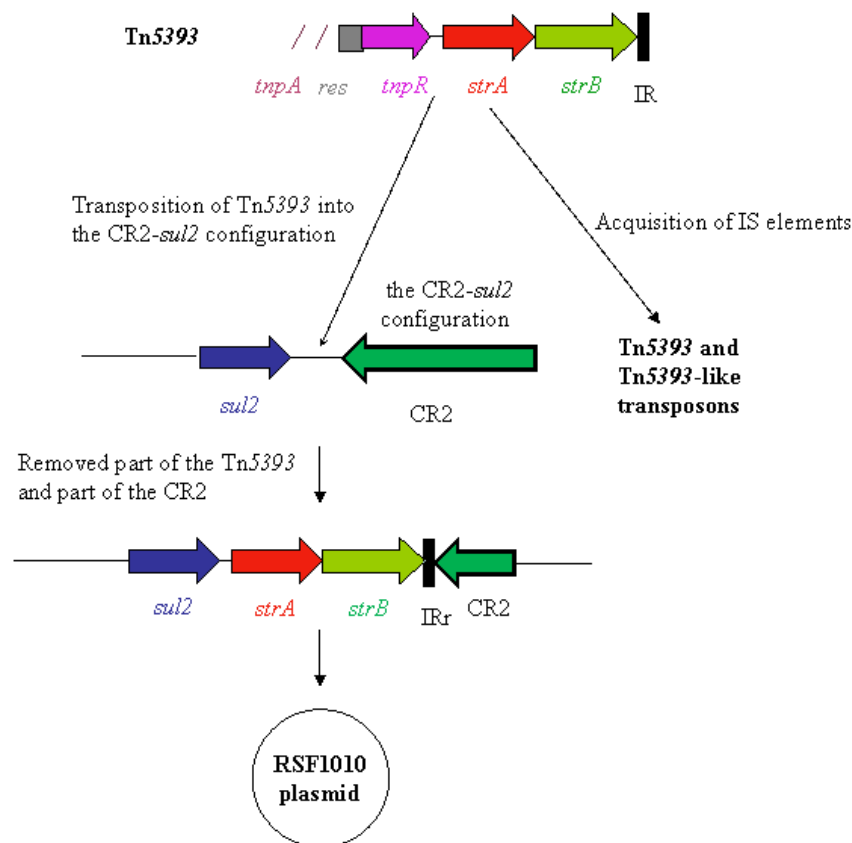 Tn5393
tnpA res tnpR strA strB IR
Transposition of Tn5393 into
the CR2-sul2 configuration
Acquisition of IS elements
the CR2-sul2
configuration
Tn5393 and
Tn5393-like
transposons
sul2
CR2
Removed part of the Tn5393
and part of the CR2
sul2 strA strB IRr CR2
RSF1010
plasmid